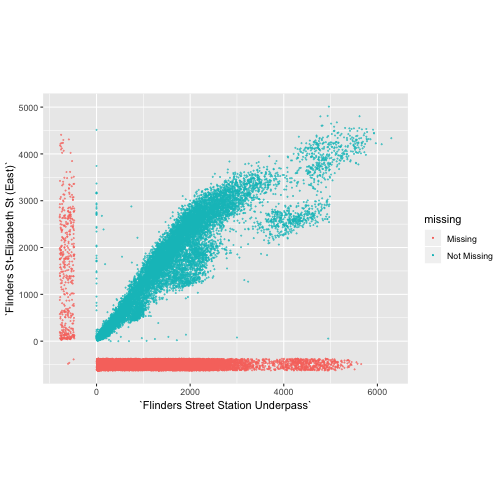 5000
4000
3000
2000
1000
0
`Flinders St-Elizabeth St (East)`
0 2000 4000 6000
`Flinders Street Station Underpass`
missing
Missing
Not Missing